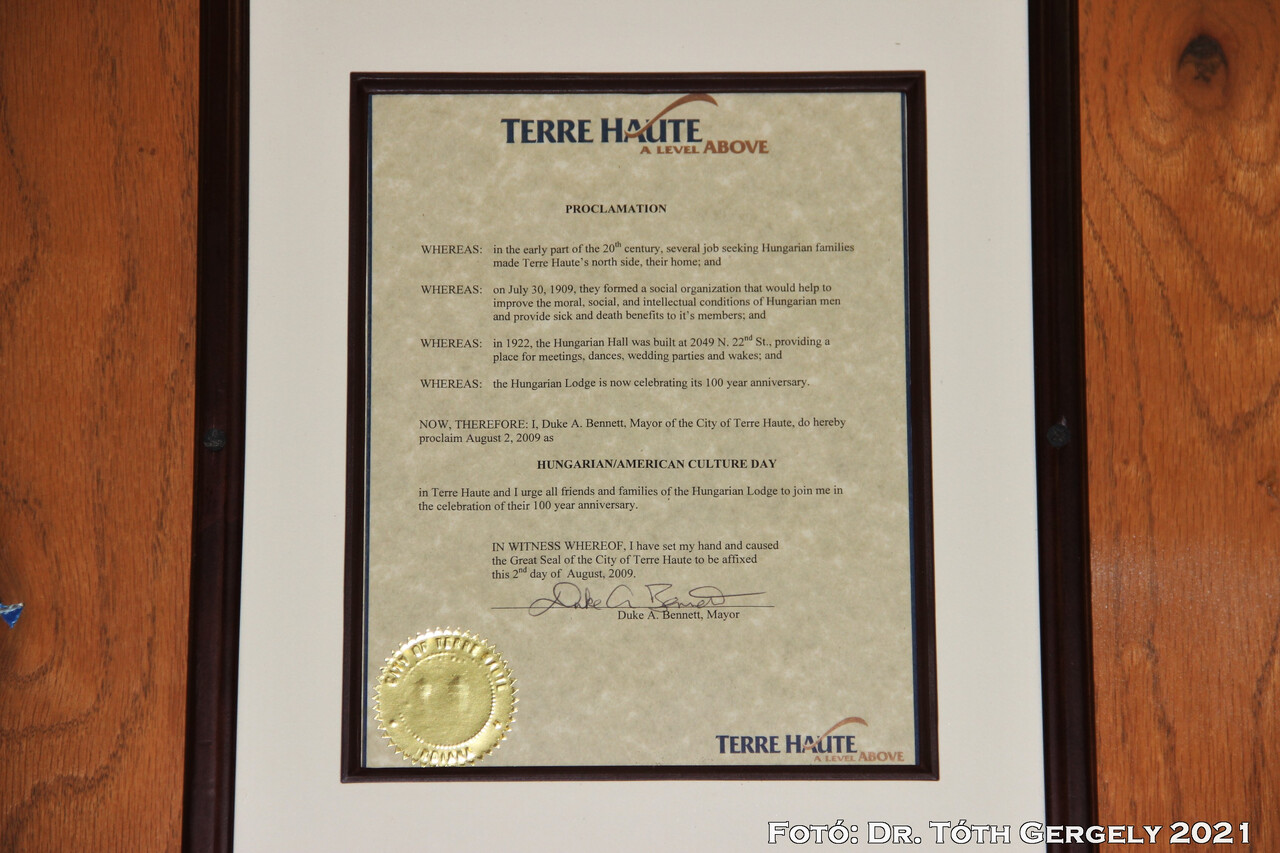 TERRE HAUTE
A LEVEL ABOVE
PROCLAMATION
WHEREAS: in the early part of the 20th century, several job seeking Hungarian families
made Terre Haute's north side, their home; and
WHEREAS: on July 30, 1909, they formed a social organization that would help to
improve the moral, social, and intellectual conditions of Hungarian men
and provide sick and death benefits to it's members; and
WHEREAS: in 1922, the Hungarian Hall was built at 2049 N. 22nd St., providing a
place for meetings, dances, wedding parties and wakes; and
WHEREAS: the Hungarian Lodge is now celebrating its 100 year anniversary.
NOW, THEREFORE: I, Duke A. Bennett, Mayor of the City of Terre Haute, do hereby
proclaim August 2, 2009 as
HUNGARIAN/AMERICAN CULTURE DAY
in Terre Haute and I urge all friends and families of the Hungarian Lodge to join me in
the celebration of their 100 year anniversary.
IN WITNESS WHEREOF, I have set my hand and caused
the Great Seal of the City of Terre Haute to be affixed
this 2nd day of August, 2009.
Duke A. Bennett
Duke A. Bennett, Mayor
CITY OF TERRE HAUTE
INDIANA
TERRE HAUTE
A LEVEL ABOVE
FOTÓ: DR. TÓTH GERGELY 2021